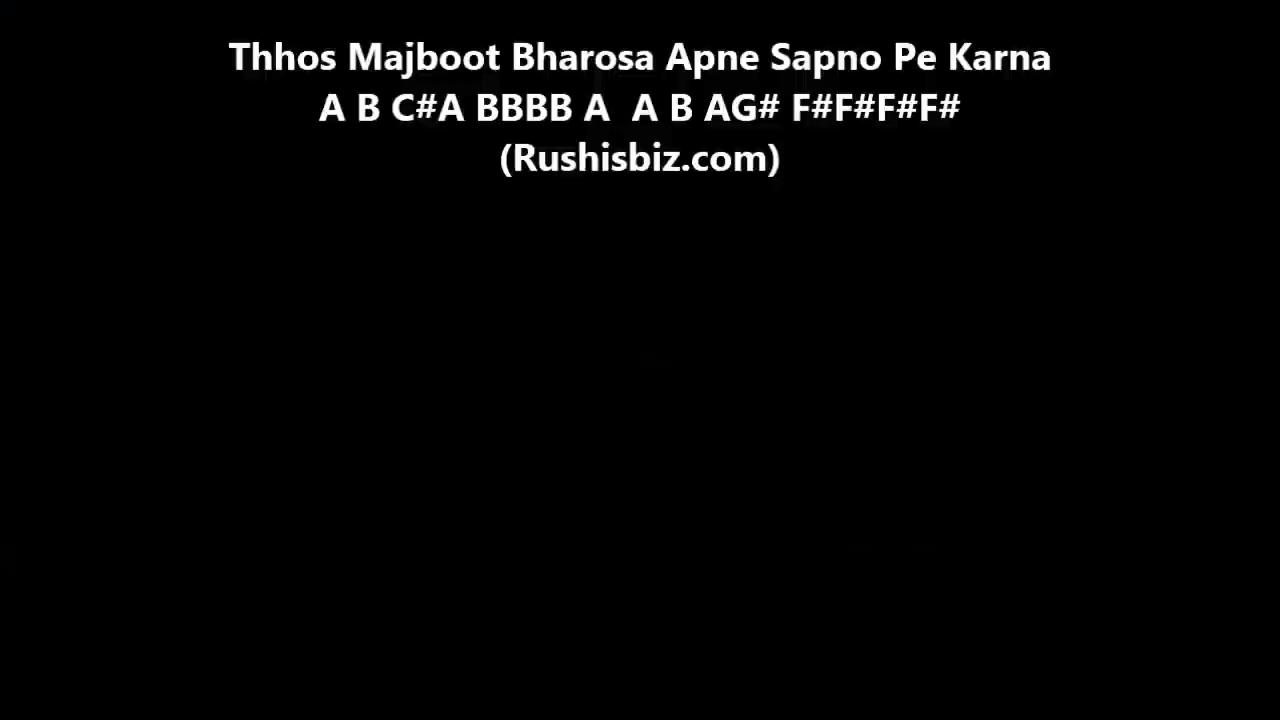 Thhos Majboot Bharosa Apne Sapno Pe Karna
A B C#A BBBB A  A B AG# F#F#F#F#
(Rushisbiz.com)